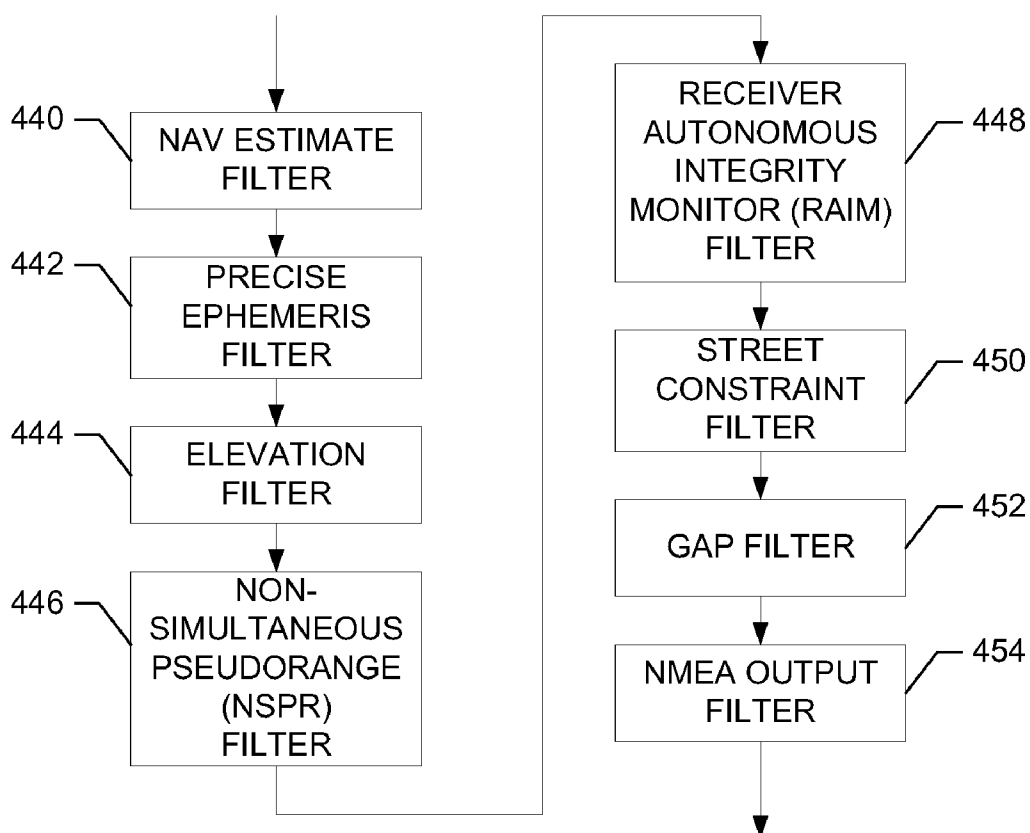 440
NAV ESTIMATE
FILTER
442
PRECISE
EPHEMERIS
FILTER
444
ELEVATION
FILTER
446
NON-
SIMULTANEOUS
PSEUDORANGE
(NSPR)
FILTER
RECEIVER
AUTONOMOUS
INTEGRITY
MONITOR (RAIM)
FILTER
448
STREET
CONSTRAINT
FILTER
450
GAP FILTER
452
NMEA OUTPUT
FILTER
454